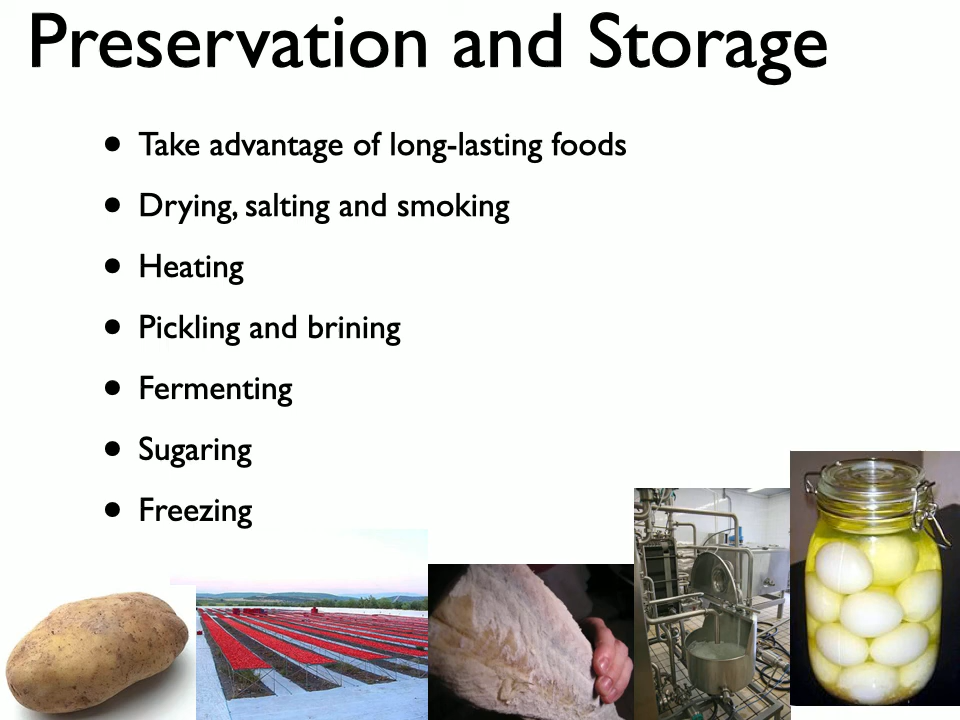 Preservation and Storage
• Take advantage of long-lasting foods
• Drying, salting and smoking
• Heating
• Pickling and brining
• Fermenting
• Sugaring
• Freezing